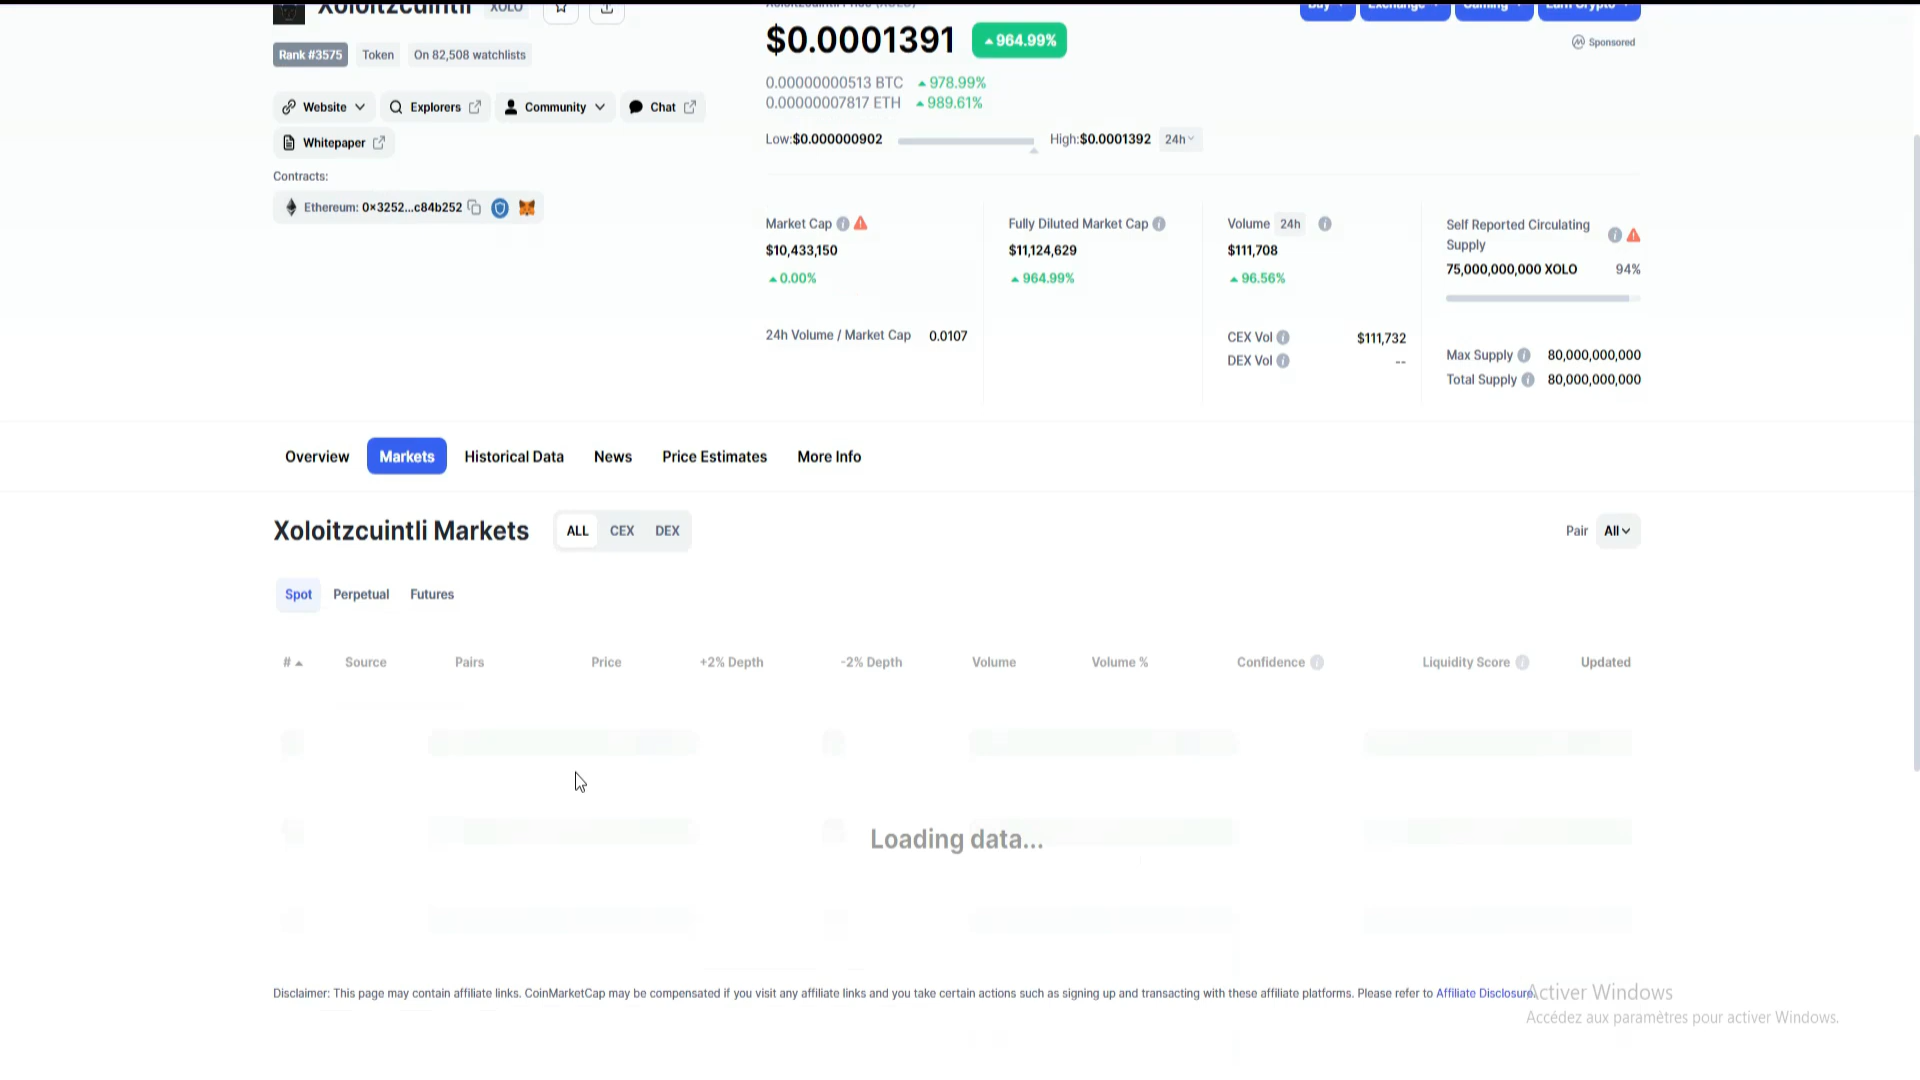 Xoloitzcuintli XOLO
Rank #3575 Token On 82,508 watchlists
Website Explorers Community Chat
Whitepaper
Contracts:
Ethereum: 0x3252...c84b252
Xoloitzcuintli Price (XOLO)
$0.0001391 964.99%
0.00000000513 BTC 978.99%
0.00000007817 ETH 989.61%
Low:$0.000000902 High:$0.0001392 24h
Buy Exchange Gaming Earn Crypto
Sponsored
Market Cap
$10,433,150
0.00%
24h Volume / Market Cap 0.0107
Fully Diluted Market Cap
$11,124,629
964.99%
Volume 24h
$111,708
96.56%
CEX Vol $111,732
DEX Vol --
Self Reported Circulating
Supply
75,000,000,000 XOLO 94%
Max Supply 80,000,000,000
Total Supply 80,000,000,000
Overview Markets Historical Data News Price Estimates More Info
Xoloitzcuintli Markets ALL CEX DEX
Pair All
Spot Perpetual Futures
# Source Pairs Price +2% Depth -2% Depth Volume Volume % Confidence Liquidity Score Updated
Loading data...
Disclaimer: This page may contain affiliate links. CoinMarketCap may be compensated if you visit any affiliate links and you take certain actions such as signing up and transacting with these affiliate platforms. Please refer to Affiliate Disclosure.
Activer Windows
Accédez aux paramètres pour activer Windows.